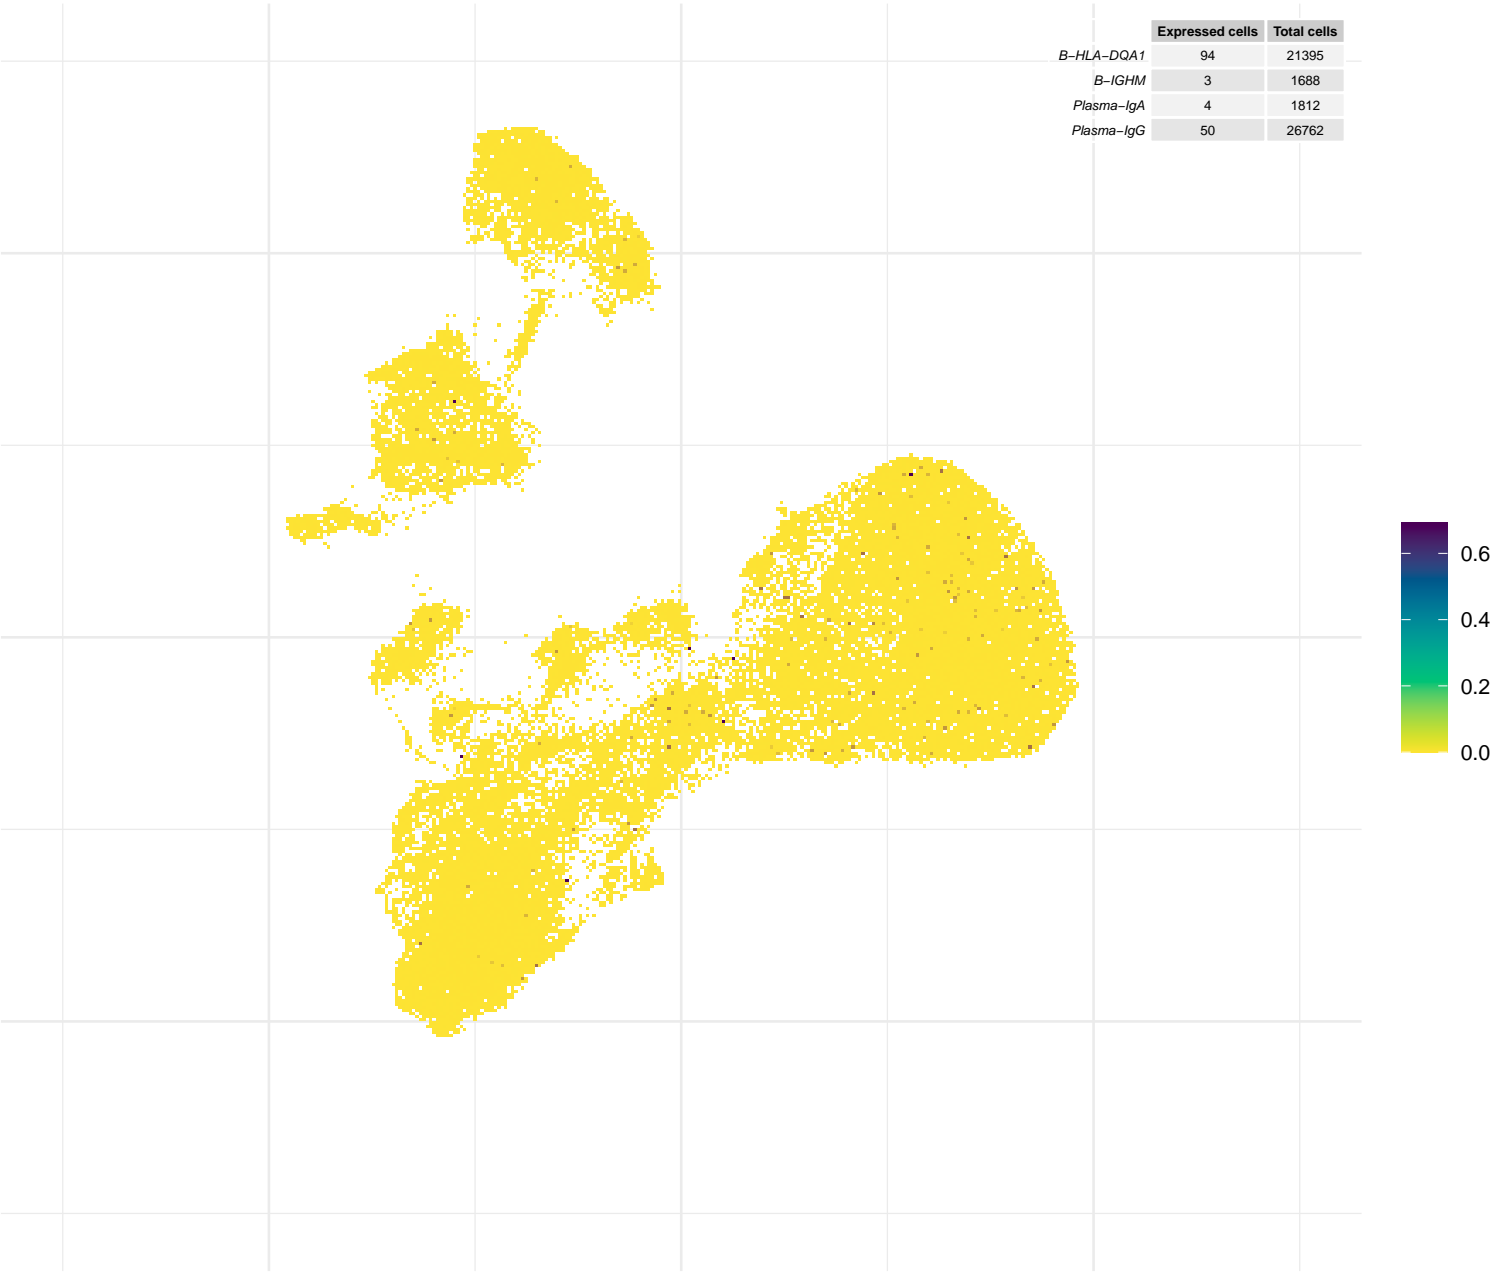 Expressed cells Total cells
B−HLA−DQA1 94 21395
B−IGHM 3 1688
Plasma−IgA 4 1812
Plasma−IgG 50 26762
0.6
0.4
0.2
0.0